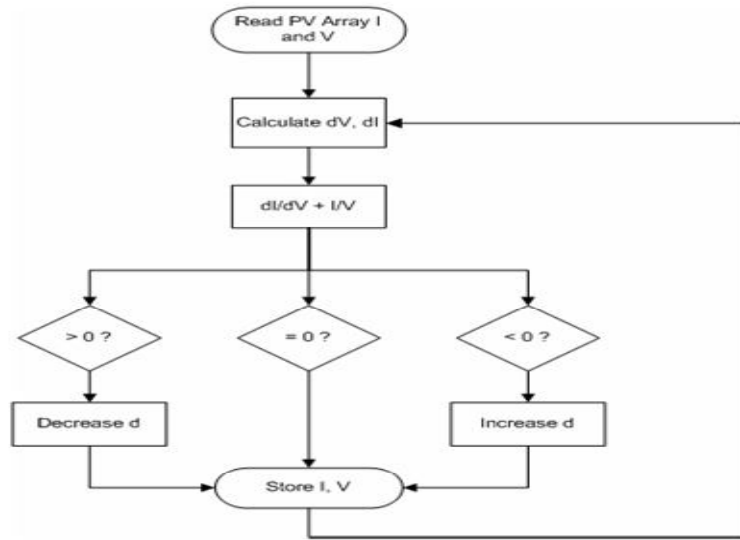 Read PV Array I
and V
Calculate dV, dI
dI/dV + I/V
> 0 ?
= 0 ?
< 0 ?
Decrease d
Increase d
Store I, V